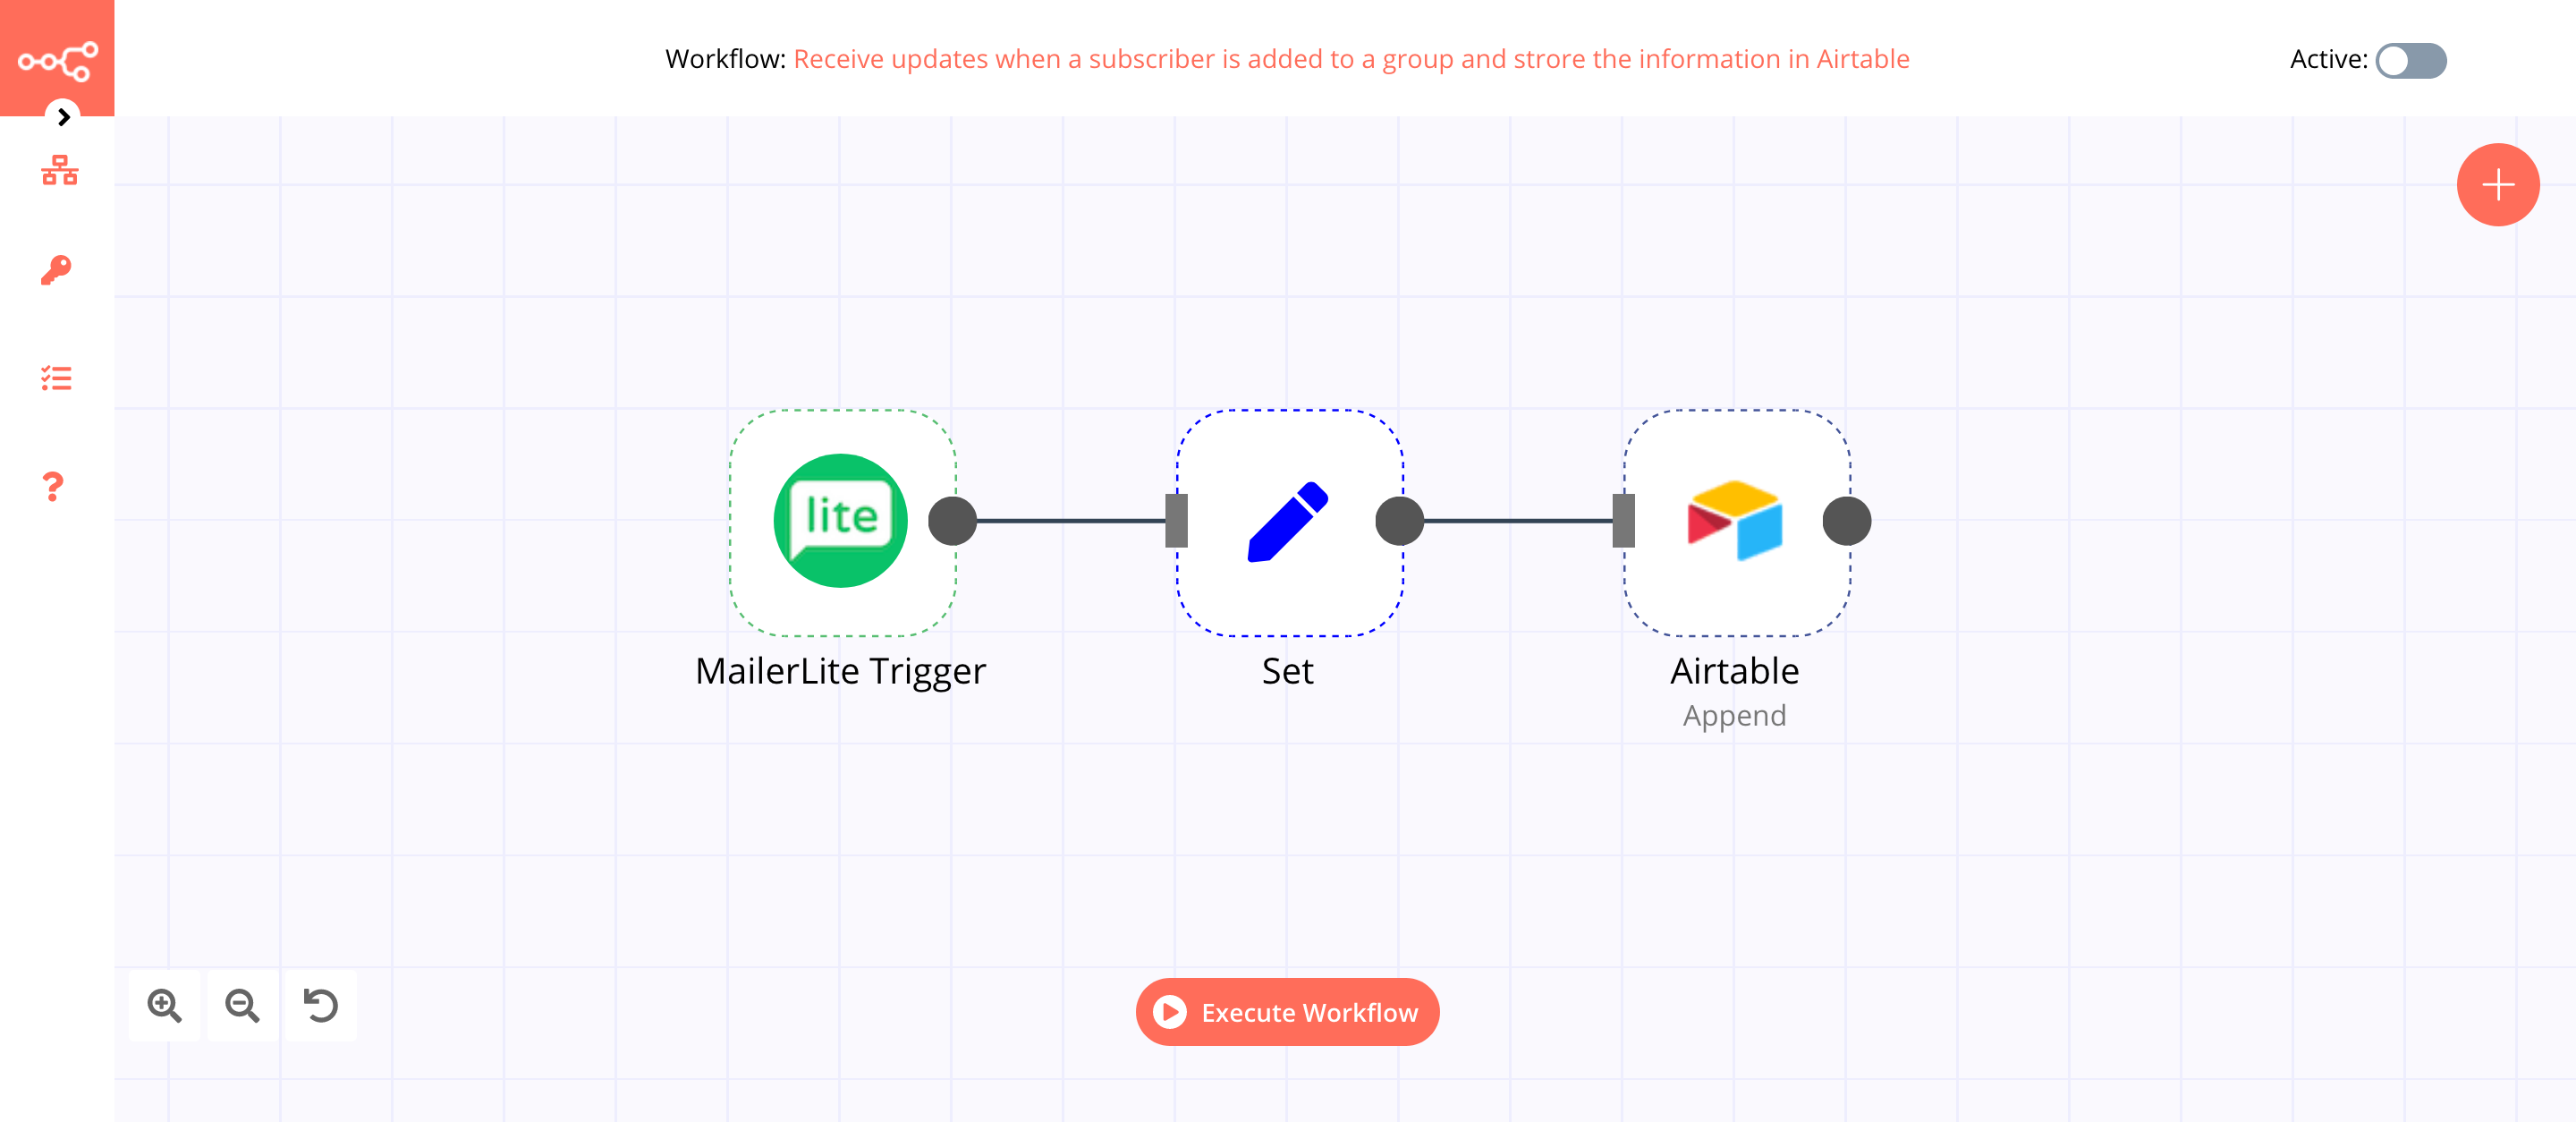 Workflow: Receive updates when a subscriber is added to a group and strore the information in Airtable
Active:
lite
MailerLite Trigger
Set
Airtable
Append
Execute Workflow